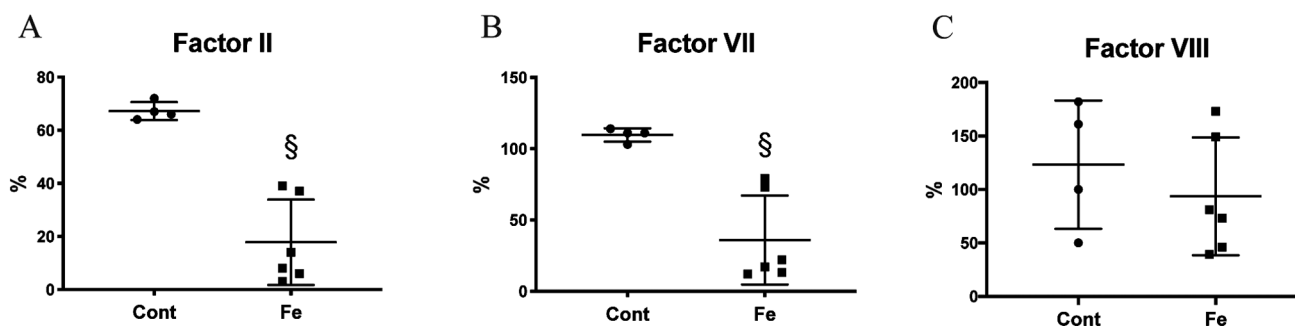 A
Factor II
%
80
60
40
20
0
§
Cont
Fe
B
Factor VII
%
150
100
50
0
§
Cont
Fe
C
Factor VIII
%
200
150
100
50
0
Cont
Fe